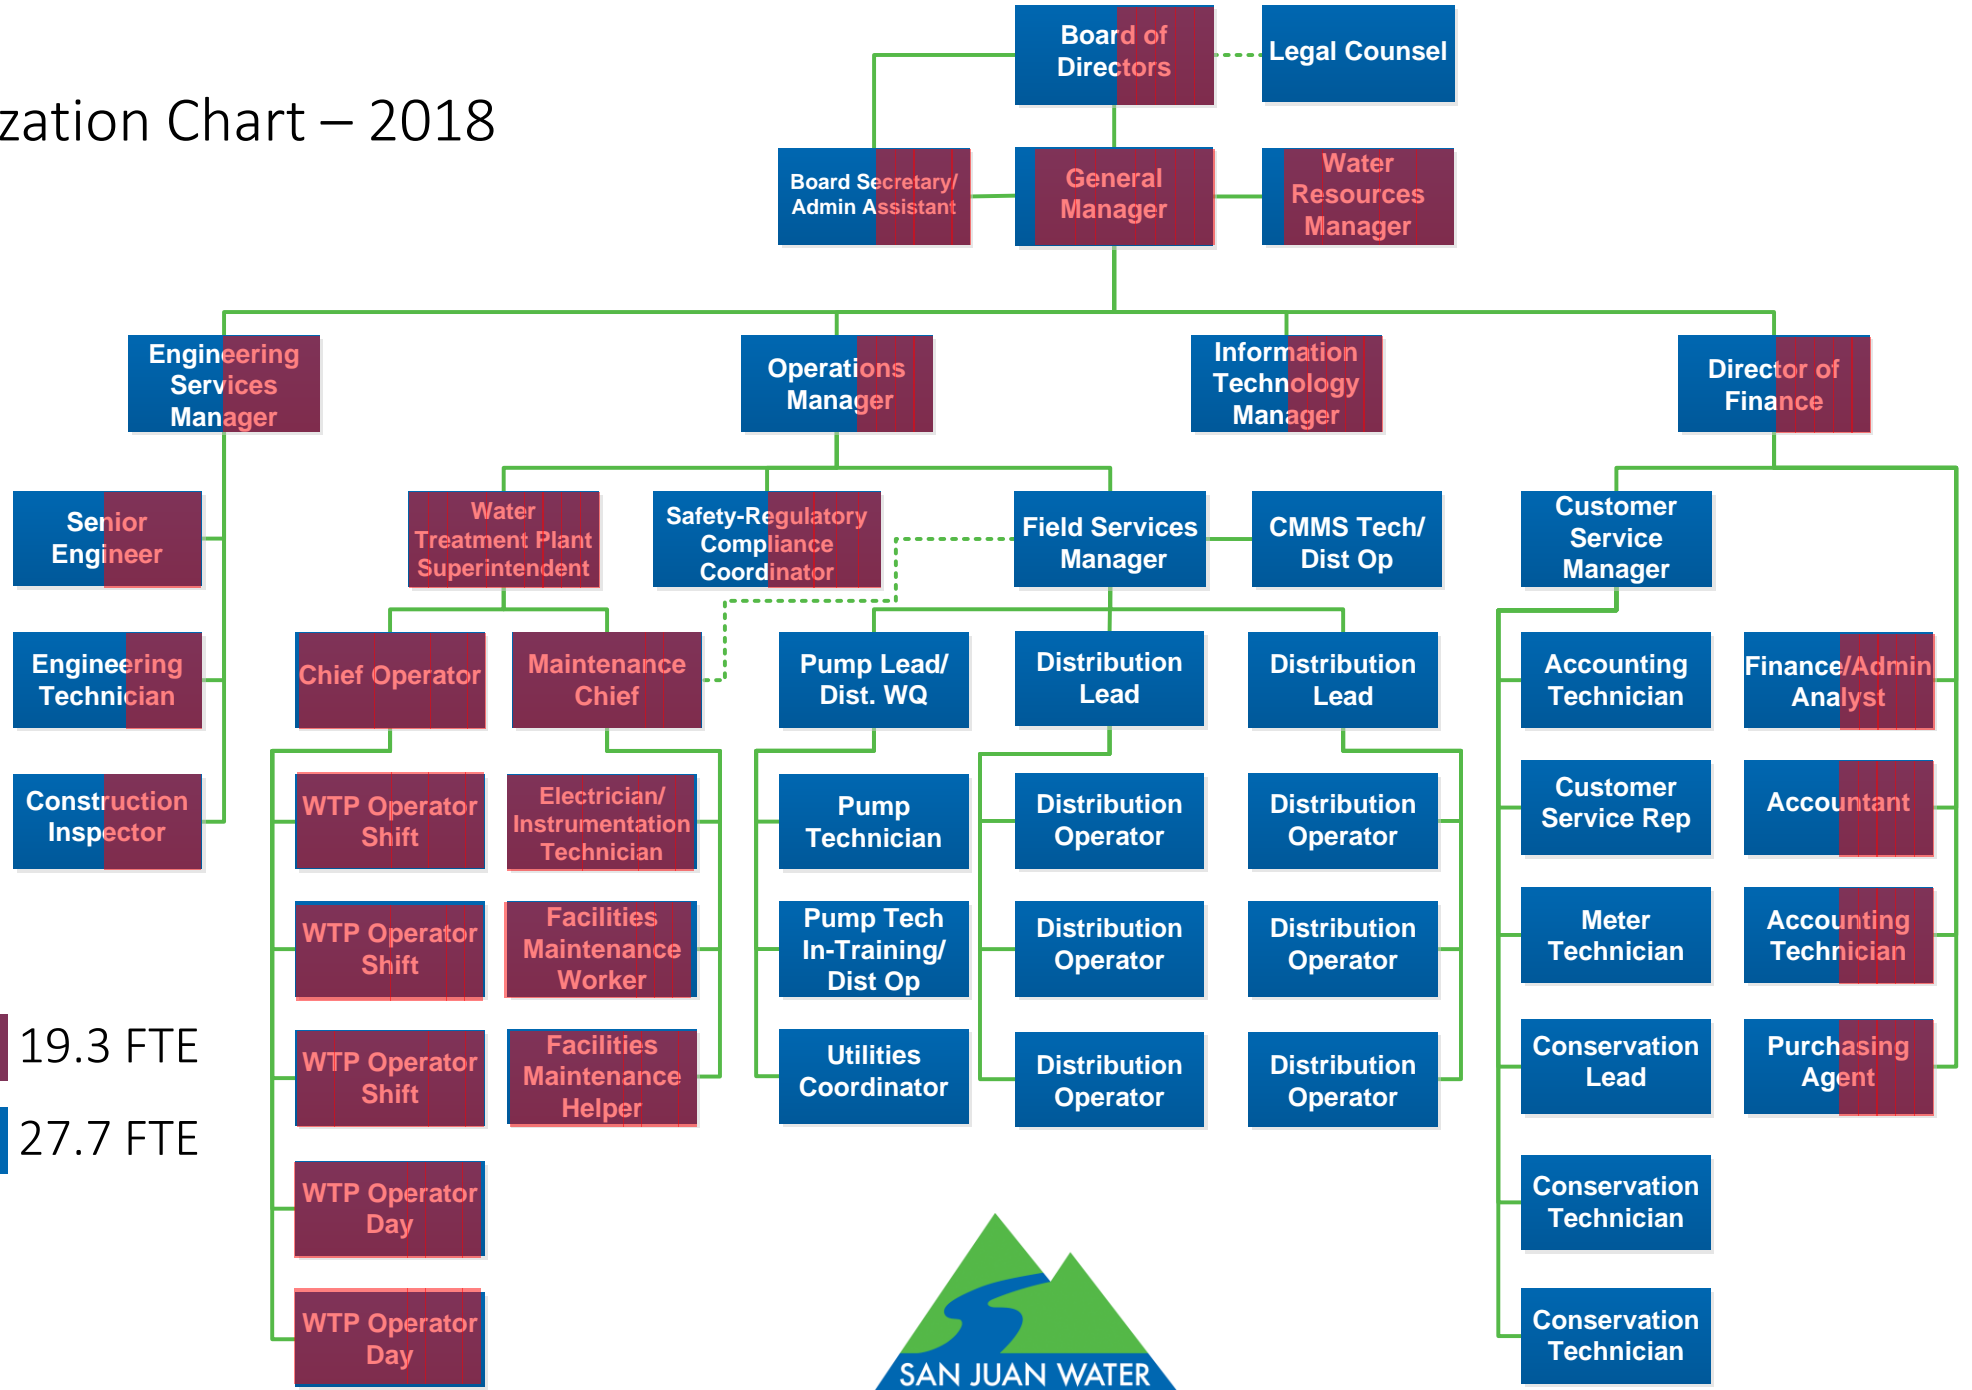 Board of
Directors
Legal Counsel
zation Chart – 2018
Board Secretary/
Admin Assistant
General
Manager
Water
Resources
Manager
Engineering
Services
Manager
Operations
Manager
Information
Technology
Manager
Director of
Finance
Senior
Engineer
Water
Treatment Plant
Superintendent
Safety-Regulatory
Compliance
Coordinator
Field Services
Manager
CMMS Tech/
Dist Op
Customer
Service
Manager
Engineering
Technician
Chief Operator
Maintenance
Chief
Pump Lead/
Dist. WQ
Distribution
Lead
Distribution
Lead
Accounting
Technician
Finance/Admin
Analyst
Construction
Inspector
WTP Operator
Shift
Electrician/
Instrumentation
Technician
Pump
Technician
Distribution
Operator
Distribution
Operator
Customer
Service Rep
Accountant
WTP Operator
Shift
Facilities
Maintenance
Worker
Pump Tech
In-Training/
Dist Op
Distribution
Operator
Distribution
Operator
Meter
Technician
Accounting
Technician
19.3 FTE
WTP Operator
Shift
Facilities
Maintenance
Helper
Utilities
Coordinator
Distribution
Operator
Distribution
Operator
Conservation
Lead
Purchasing
Agent
27.7 FTE
WTP Operator
Day
Conservation
Technician
WTP Operator
Day
Conservation
Technician
SAN JUAN WATER